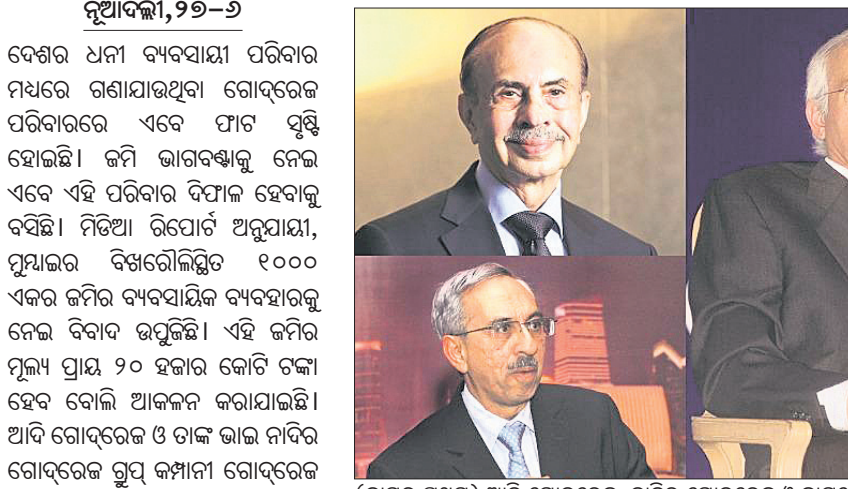 ନୂଆଦିଲ୍ଲୀ,୨୭–୬
ଦେଶର ଧନୀ ବ୍ୟବସାୟୀ ପରିବାର
ମଧ୍ୟରେ ଗଣାଯାଉଥିବା ଗୋଦ୍‌ରେଜ
ପରିବାରରେ ଏବେ ଫାଟ ସୃଷ୍ଟି
ହୋଇଛି। ଜମି ଭାଗବଣ୍ଟାକୁ ନେଇ
ଏବେ ଏହି ପରିବାର ଦିଫାଳ ହେବାକୁ
ବସିଛି। ମିଡିଆ ରିପୋର୍ଟ ଅନୁଯାୟୀ,
ମୁମ୍ବାଇର ବିଖରୌଲିସ୍ଥିତ ୧୦୦୦
ଏକର ଜମିର ବ୍ୟବସାୟିକ ବ୍ୟବହାରକୁ
ନେଇ ବିବାଦ ଉପୁଜିଛି। ଏହି ଜମିର
ମୂଲ୍ୟ ପ୍ରାୟ ୨୦ ହଜାର କୋଟି ଟଙ୍କା
ହେବ ବୋଲି ଆକଳନ କରାଯାଇଛି।
ଆଦି ଗୋଦ୍‌ରେଜ ଓ ତାଙ୍କ ଭାଇ ନାଦିର
ଗୋଦ୍‌ରେଜ ଗ୍ରୁପ୍ କମ୍ପାନୀ ଗୋଦ୍‌ରେଜ